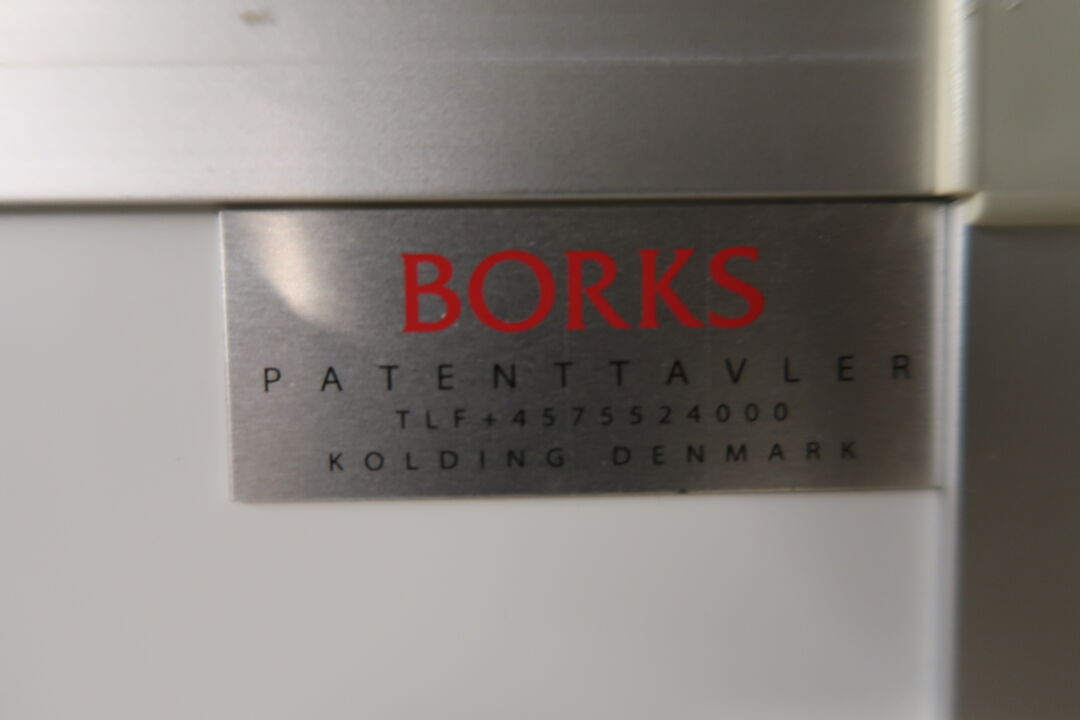 BORKS
PATENTTAVLER
TLF+4575524000
KOLDING DENMARK